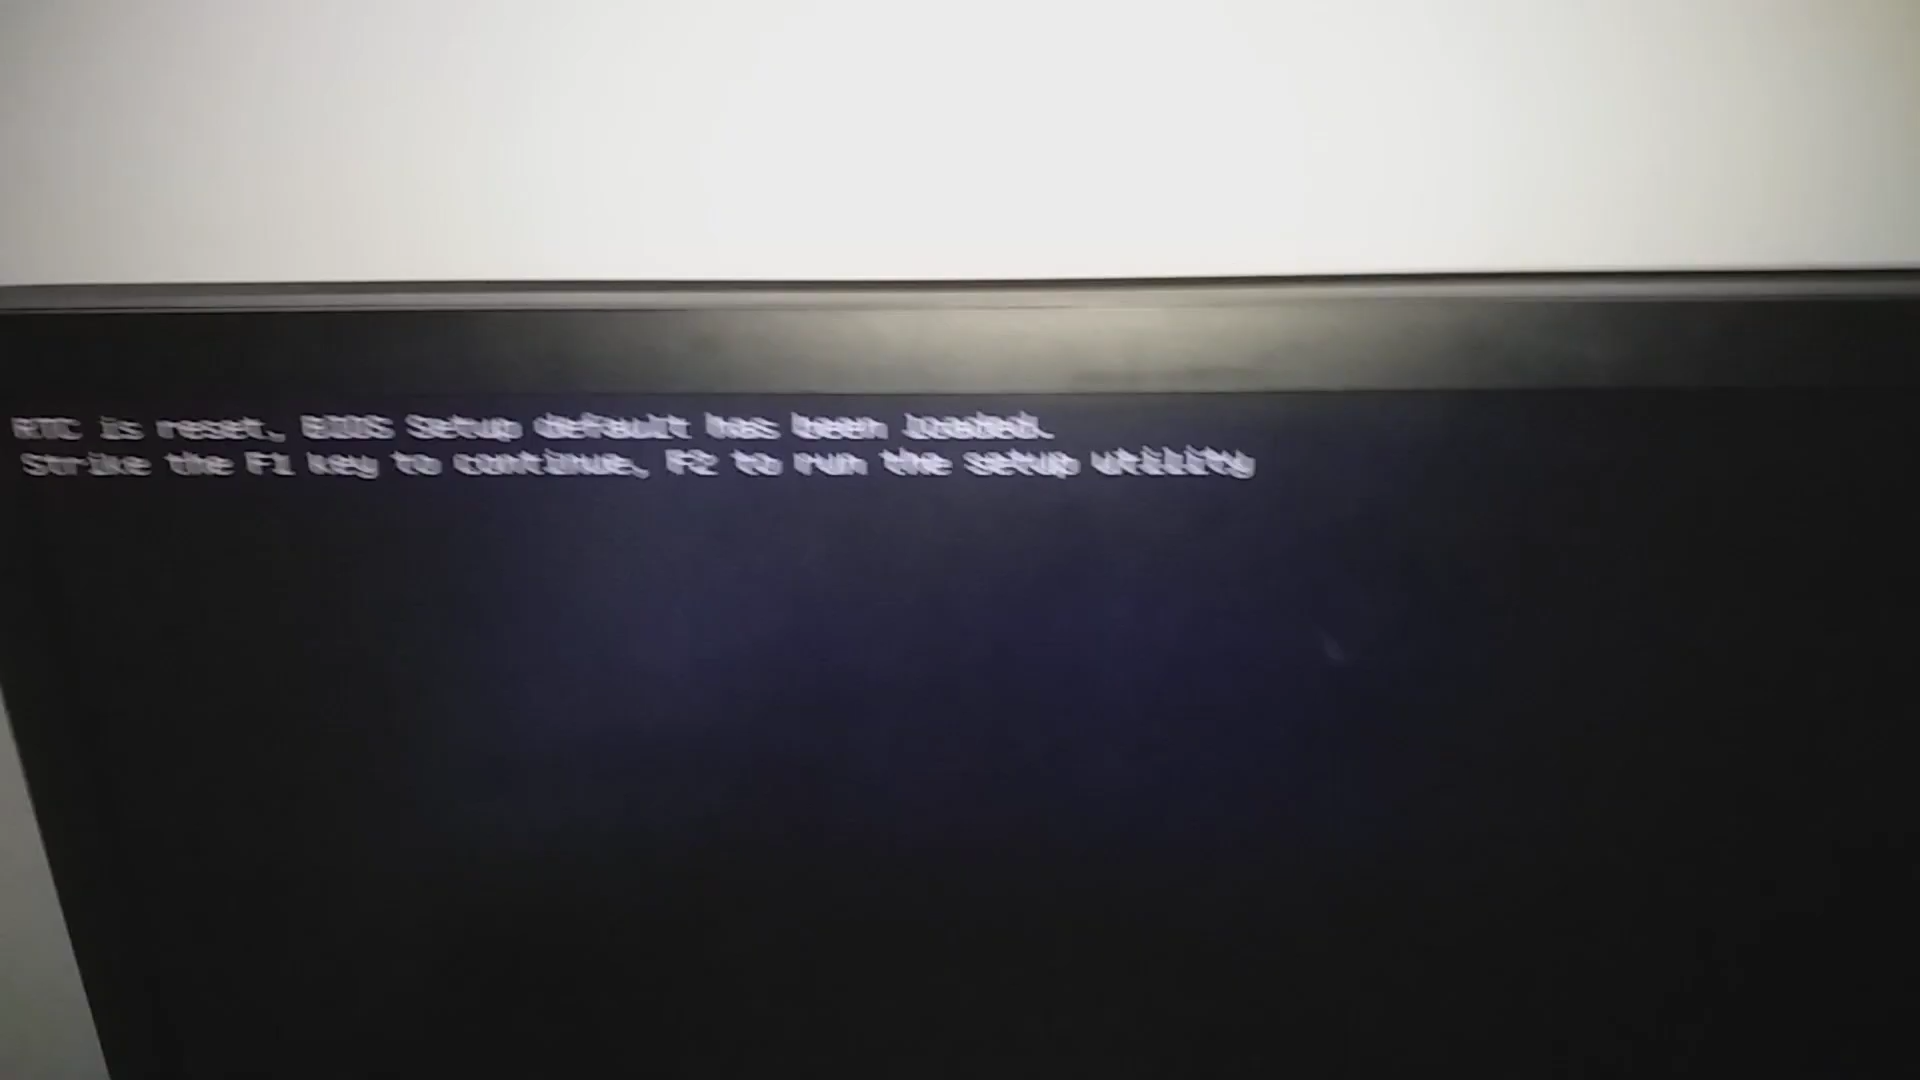 RTC is reset, BIOS Setup default has been loaded.
Strike the F1 key to continue, F2 to run the setup utility